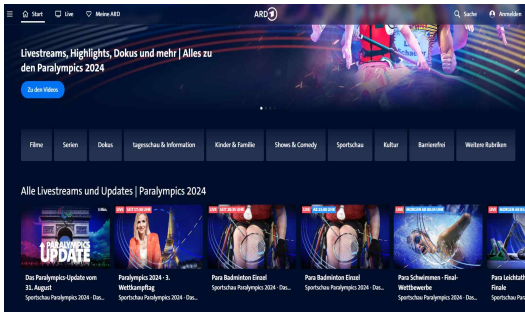 Start
Live
Meine ARD
ARD 1
Suche
Anmelden
Livestreams, Highlights, Dokus und mehr | Alles zu
den Paralympics 2024
Zu den Videos
Filme
Serien
Dokus
tagesschau & Information
Kinder & Familie
Shows & Comedy
Sportschau
Kultur
Barrierefrei
Weitere Rubriken
Alle Livestreams und Updates | Paralympics 2024
PARALYMPICS
UPDATE
LIVE
LIVE
LIVE
LIVE
LIVE
Das Paralympics-Update vom
31. August
Sportschau Paralympics 2024 · Das...
Paralympics 2024 · 3.
Wettkampftag
Sportschau Paralympics 2024 · Das...
Para Badminton Einzel
Sportschau Paralympics 2024 · Das...
Para Badminton Einzel
Sportschau Paralympics 2024 · Das...
Para Schwimmen - Final-
Wettbewerbe
Sportschau Paralympics 2024 · Das...
Para Leichtath
Finale
Sportschau Par